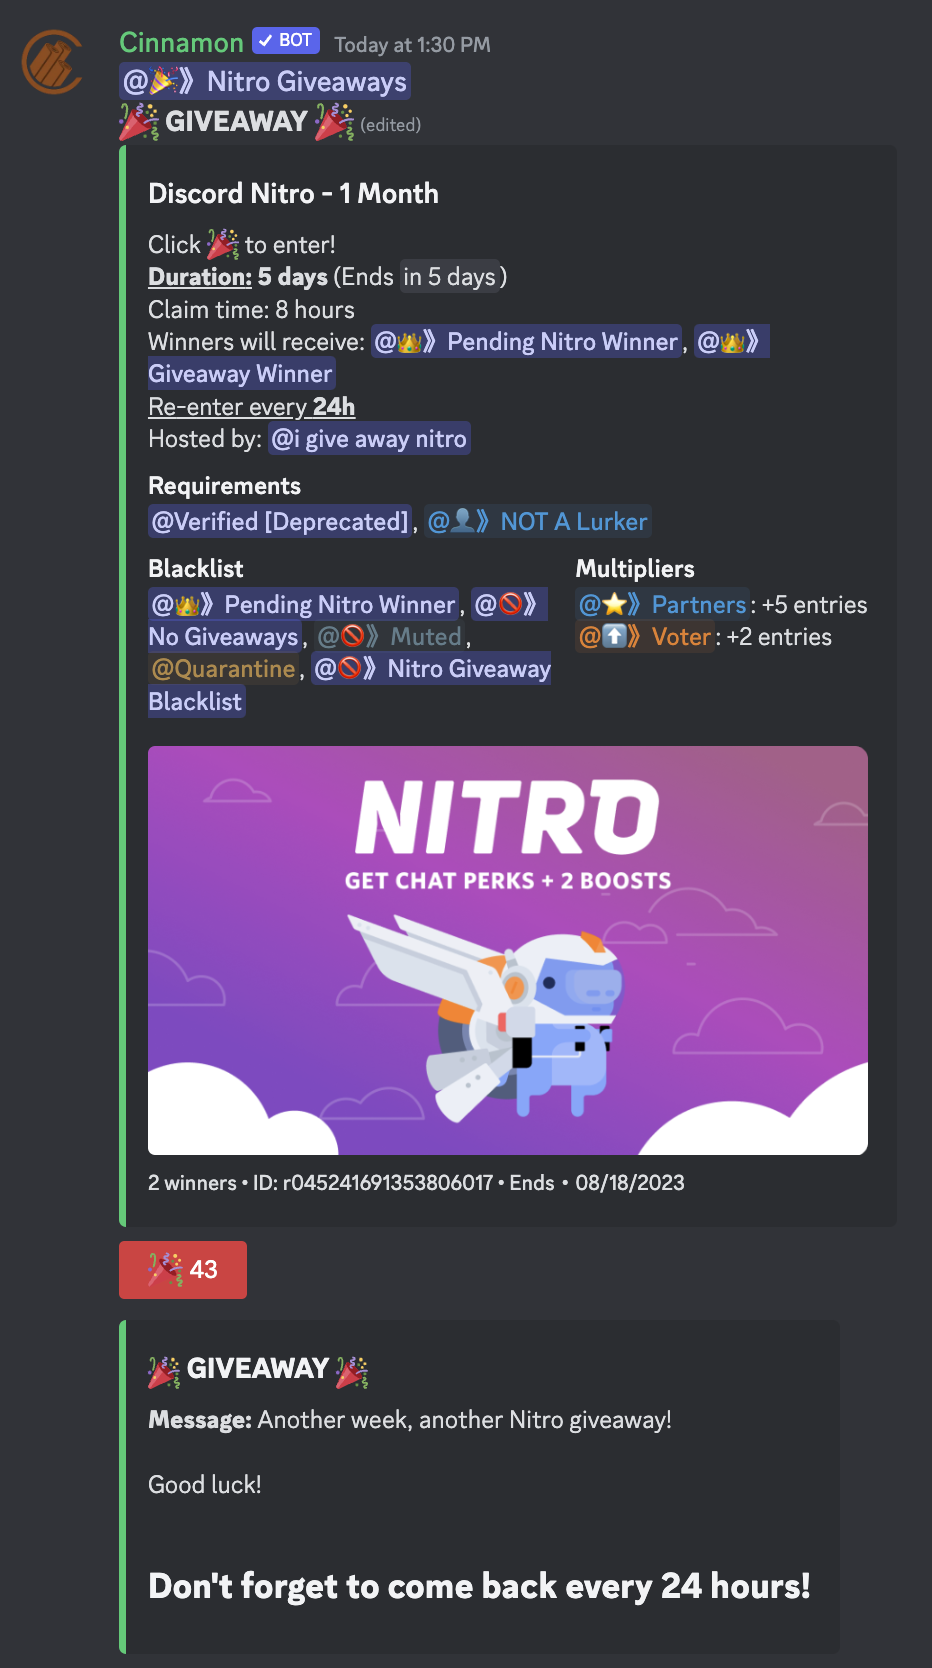 Cinnamon ✓ BOT Today at 1:30 PM
@🎉》 Nitro Giveaways
🎉 GIVEAWAY 🎉 (edited)
Discord Nitro - 1 Month
Click 🎉 to enter!
Duration: 5 days (Ends in 5 days)
Claim time: 8 hours
Winners will receive: @👑》 Pending Nitro Winner, @👑》
Giveaway Winner
Re-enter every 24h
Hosted by: @i give away nitro
Requirements
@Verified [Deprecated], @👤》 NOT A Lurker
Blacklist
@👑》 Pending Nitro Winner, @🚫》
No Giveaways, @🚫》 Muted,
@Quarantine, @🚫》 Nitro Giveaway
Blacklist
Multipliers
@⭐》 Partners: +5 entries
@⬆️》 Voter: +2 entries
NITRO
GET CHAT PERKS + 2 BOOSTS
2 winners • ID: r045241691353806017 • Ends • 08/18/2023
🎉 43
🎉 GIVEAWAY 🎉
Message: Another week, another Nitro giveaway!
Good luck!
Don't forget to come back every 24 hours!